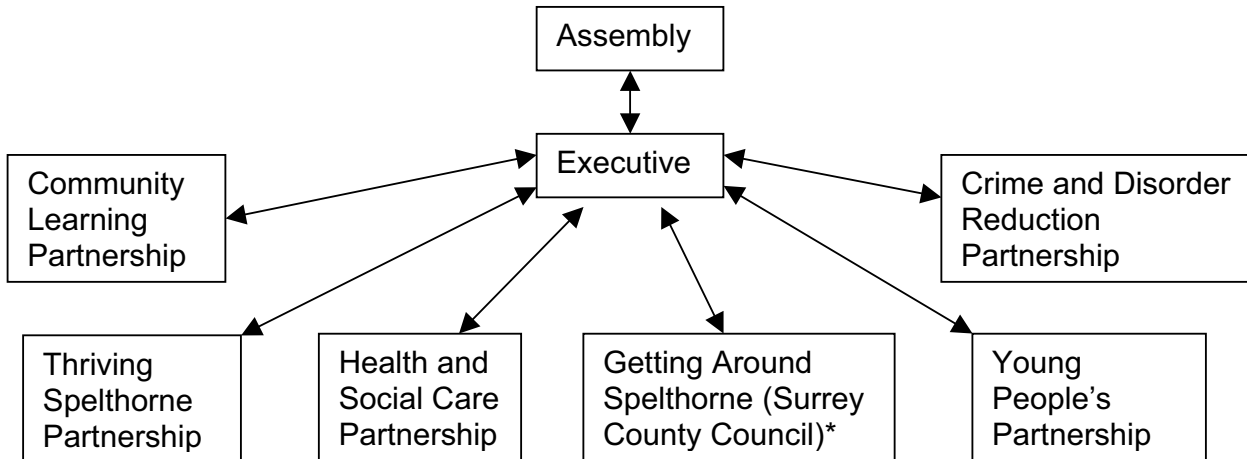 Assembly
Executive
Community
Learning
Partnership
Crime and Disorder
Reduction
Partnership
Thriving
Spelthorne
Partnership
Health and
Social Care
Partnership
Getting Around
Spelthorne (Surrey
County Council)*
Young
People’s
Partnership